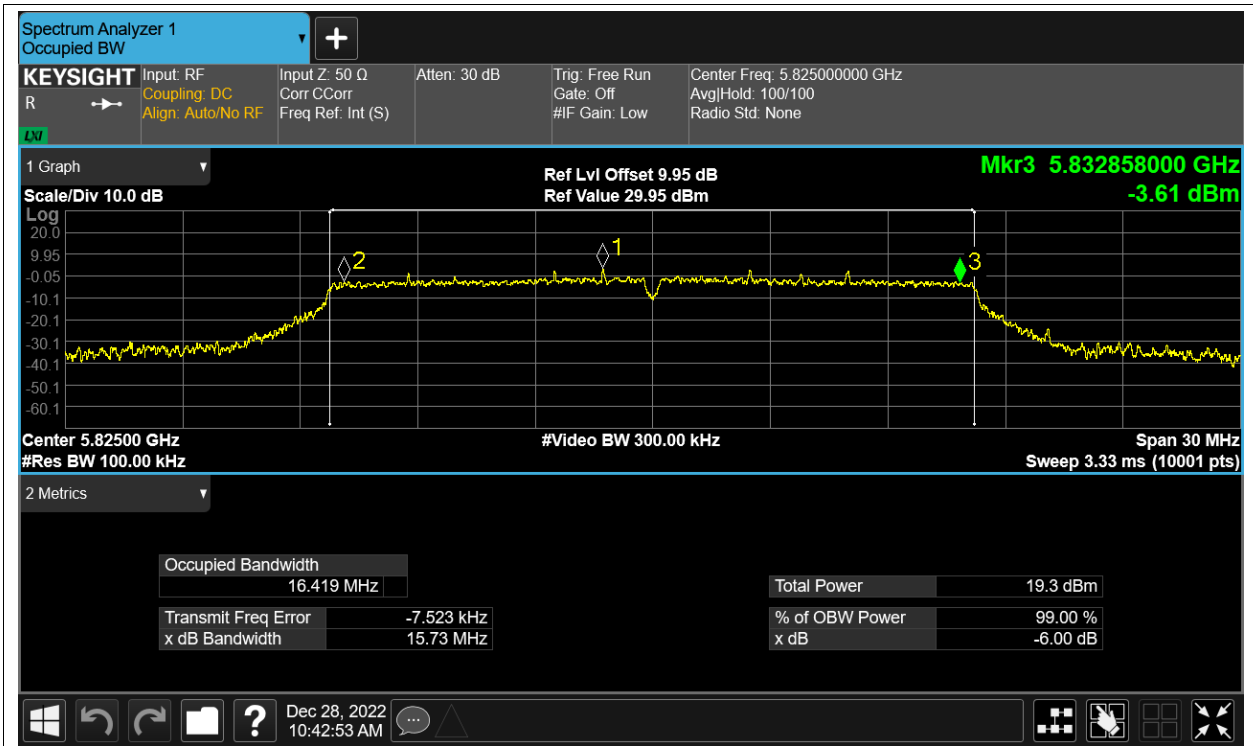 Spectrum Analyzer 1
Occupied BW
KEYSIGHT
R
LXI
Input: RF
Coupling: DC
Align: Auto/No RF
Input Z: 50 Ω
Corr CCorr
Freq Ref: Int (S)
Atten: 30 dB
Trig: Free Run
Gate: Off
#IF Gain: Low
Center Freq: 5.825000000 GHz
Avg|Hold: 100/100
Radio Std: None
1 Graph
Scale/Div 10.0 dB
Ref Lvl Offset 9.95 dB
Ref Value 29.95 dBm
Mkr3 5.832858000 GHz
-3.61 dBm
Log
20.0
9.95
-0.05
-10.1
-20.1
-30.1
-40.1
-50.1
-60.1
2
1
3
Center 5.82500 GHz
#Res BW 100.00 kHz
#Video BW 300.00 kHz
Span 30 MHz
Sweep 3.33 ms (10001 pts)
2 Metrics
Occupied Bandwidth
16.419 MHz
Transmit Freq Error -7.523 kHz
x dB Bandwidth 15.73 MHz
Total Power 19.3 dBm
% of OBW Power 99.00 %
x dB -6.00 dB
?
Dec 28, 2022
10:42:53 AM